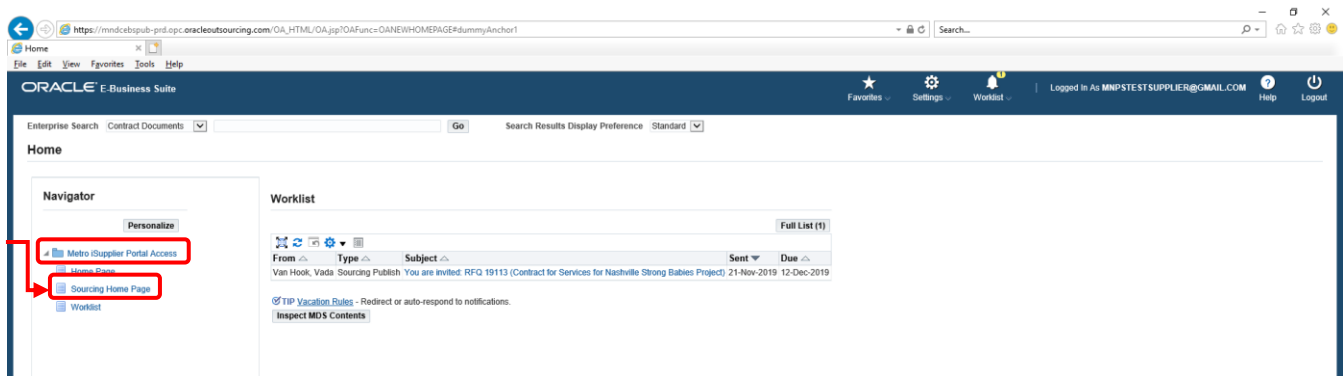 https://mndcebspub-prd.opc.oracleoutsourcing.com/OA_HTML/OA.jsp?OAFunc=OANEWHOMEPAGE#dummyAnchor1
Search...
Home
File Edit View Favorites Tools Help
ORACLE E-Business Suite
Favorites
Settings
1
Worklist
Logged In As MNPSTESTSUPPLIER@GMAIL.COM
?
Help
Logout
Enterprise Search Contract Documents Go Search Results Display Preference Standard
Home
Navigator
Personalize
Metro iSupplier Portal Access
Home Page
Sourcing Home Page
Worklist
Worklist
Full List (1)
From Type Subject Sent Due
Van Hook, Vada Sourcing Publish You are invited: RFQ 19113 (Contract for Services for Nashville Strong Babies Project) 21-Nov-2019 12-Dec-2019
TIP Vacation Rules - Redirect or auto-respond to notifications.
Inspect MDS Contents